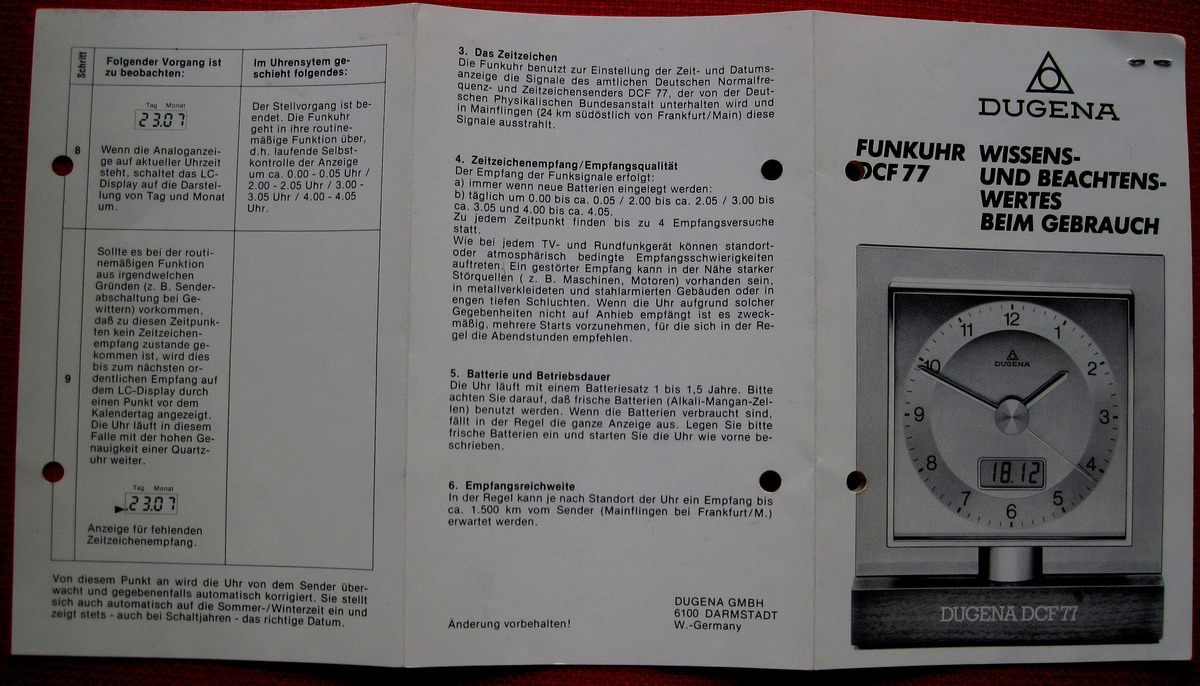 Schritt
Folgender Vorgang ist
zu beobachten:
Im Uhrensytem ge-
schieht folgendes:
Tag Monat
23.07
8
Wenn die Analoganzei-
ge auf aktueller Uhrzeit
steht, schaltet das LC-
Display auf die Darstel-
lung von Tag und Monat
um.
Der Stellvorgang ist be-
endet. Die Funkuhr
geht in ihre routine-
mäßige Funktion über,
d.h. laufende Selbst-
kontrolle der Anzeige
um ca. 0.00 - 0.05 Uhr /
2.00 - 2.05 Uhr / 3.00 -
3.05 Uhr / 4.00 - 4.05
Uhr.
9
Sollte es bei der routi-
nemäßigen Funktion
aus irgendwelchen
Gründen (z. B. Sender-
abschaltung bei Ge-
wittern) vorkommen,
daß zu diesen Zeitpunk-
ten kein Zeitzeichen-
empfang zustande ge-
kommen ist, wird dies
bis zum nächsten or-
dentlichen Empfang auf
dem LC-Display durch
einen Punkt vor dem
Kalendertag angezeigt.
Die Uhr läuft in diesem
Falle mit der hohen Ge-
nauigkeit einer Quartz-
uhr weiter.
Tag Monat
.23.07
Anzeige für fehlenden
Zeitzeichenempfang.
Von diesem Punkt an wird die Uhr von dem Sender über-
wacht und gegebenenfalls automatisch korrigiert. Sie stellt
sich auch automatisch auf die Sommer-/Winterzeit ein und
zeigt stets - auch bei Schaltjahren - das richtige Datum.
3. Das Zeitzeichen
Die Funkuhr benutzt zur Einstellung der Zeit- und Datums-
anzeige die Signale des amtlichen Deutschen Normalfre-
quenz- und Zeitzeichensenders DCF 77, der von der Deut-
schen Physikalischen Bundesanstalt unterhalten wird und
in Mainflingen (24 km südöstlich von Frankfurt/Main) diese
Signale ausstrahlt.
4. Zeitzeichenempfang/Empfangsqualität
Der Empfang der Funksignale erfolgt:
a) immer wenn neue Batterien eingelegt werden:
b) täglich um 0.00 bis ca. 0.05 / 2.00 bis ca. 2.05 / 3.00 bis
ca. 3.05 und 4.00 bis ca. 4.05.
Zu jedem Zeitpunkt finden bis zu 4 Empfangsversuche
statt.
Wie bei jedem TV- und Rundfunkgerät können standort-
oder atmosphärisch bedingte Empfangsschwierigkeiten
auftreten. Ein gestörter Empfang kann in der Nähe starker
Störquellen ( z. B. Maschinen, Motoren) vorhanden sein,
in metallverkleideten und stahlarmierten Gebäuden oder in
engen tiefen Schluchten. Wenn die Uhr aufgrund solcher
Gegebenheiten nicht auf Anhieb empfängt ist es zweck-
mäßig, mehrere Starts vorzunehmen, für die sich in der Re-
gel die Abendstunden empfehlen.
5. Batterie und Betriebsdauer
Die Uhr läuft mit einem Batteriesatz 1 bis 1,5 Jahre. Bitte
achten Sie darauf, daß frische Batterien (Alkali-Mangan-Zel-
len) benutzt werden. Wenn die Batterien verbraucht sind,
fällt in der Regel die ganze Anzeige aus. Legen Sie bitte
frische Batterien ein und starten Sie die Uhr wie vorne be-
schrieben.
6. Empfangsreichweite
In der Regel kann je nach Standort der Uhr ein Empfang bis
ca. 1.500 km vom Sender (Mainflingen bei Frankfurt/M.)
erwartet werden.
Änderung vorbehalten!
DUGENA GMBH
6100 DARMSTADT
W.-Germany
DUGENA
FUNKUHR
DCF 77
WISSENS-
UND BEACHTENS-
WERTES
BEIM GEBRAUCH
12
1
2
3
4
5
6
7
8
9
10
11
DUGENA
18.12
DUGENA DCF 77